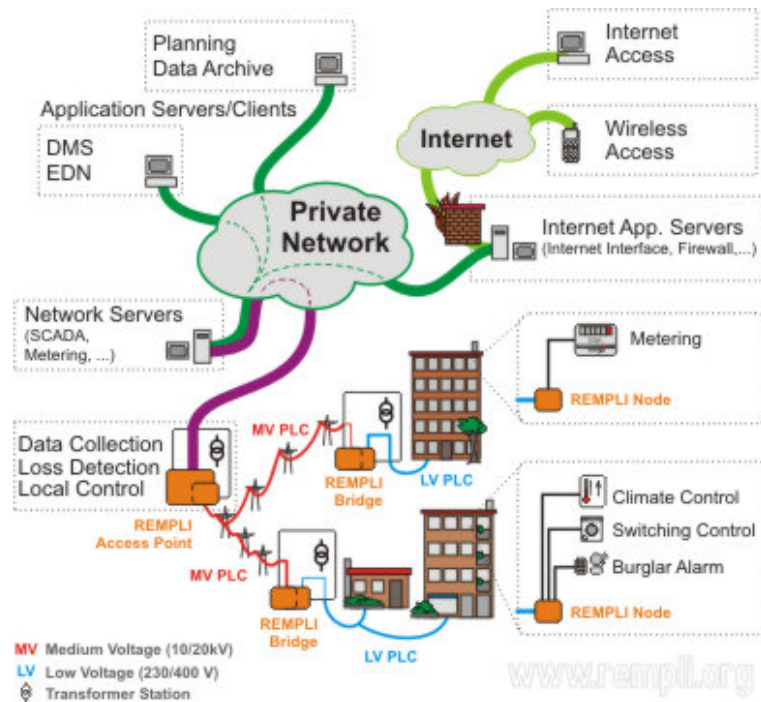 Planning
Data Archive
Application Servers/Clients
DMS
EDN
Internet
Access
Internet
Wireless
Access
Private
Network
Internet App. Servers
(Internet Interface, Firewall,...)
Network Servers
(SCADA,
Metering, ...)
Metering
REMPLI Node
Data Collection
Loss Detection
Local Control
MV PLC
REMPLI
Bridge
LV PLC
REMPLI
Access Point
MV PLC
REMPLI
Bridge
LV PLC
Climate Control
Switching Control
Burglar Alarm
REMPLI Node
MV Medium Voltage (10/20kV)
LV Low Voltage (230/400 V)
Transformer Station
www.rempli.org